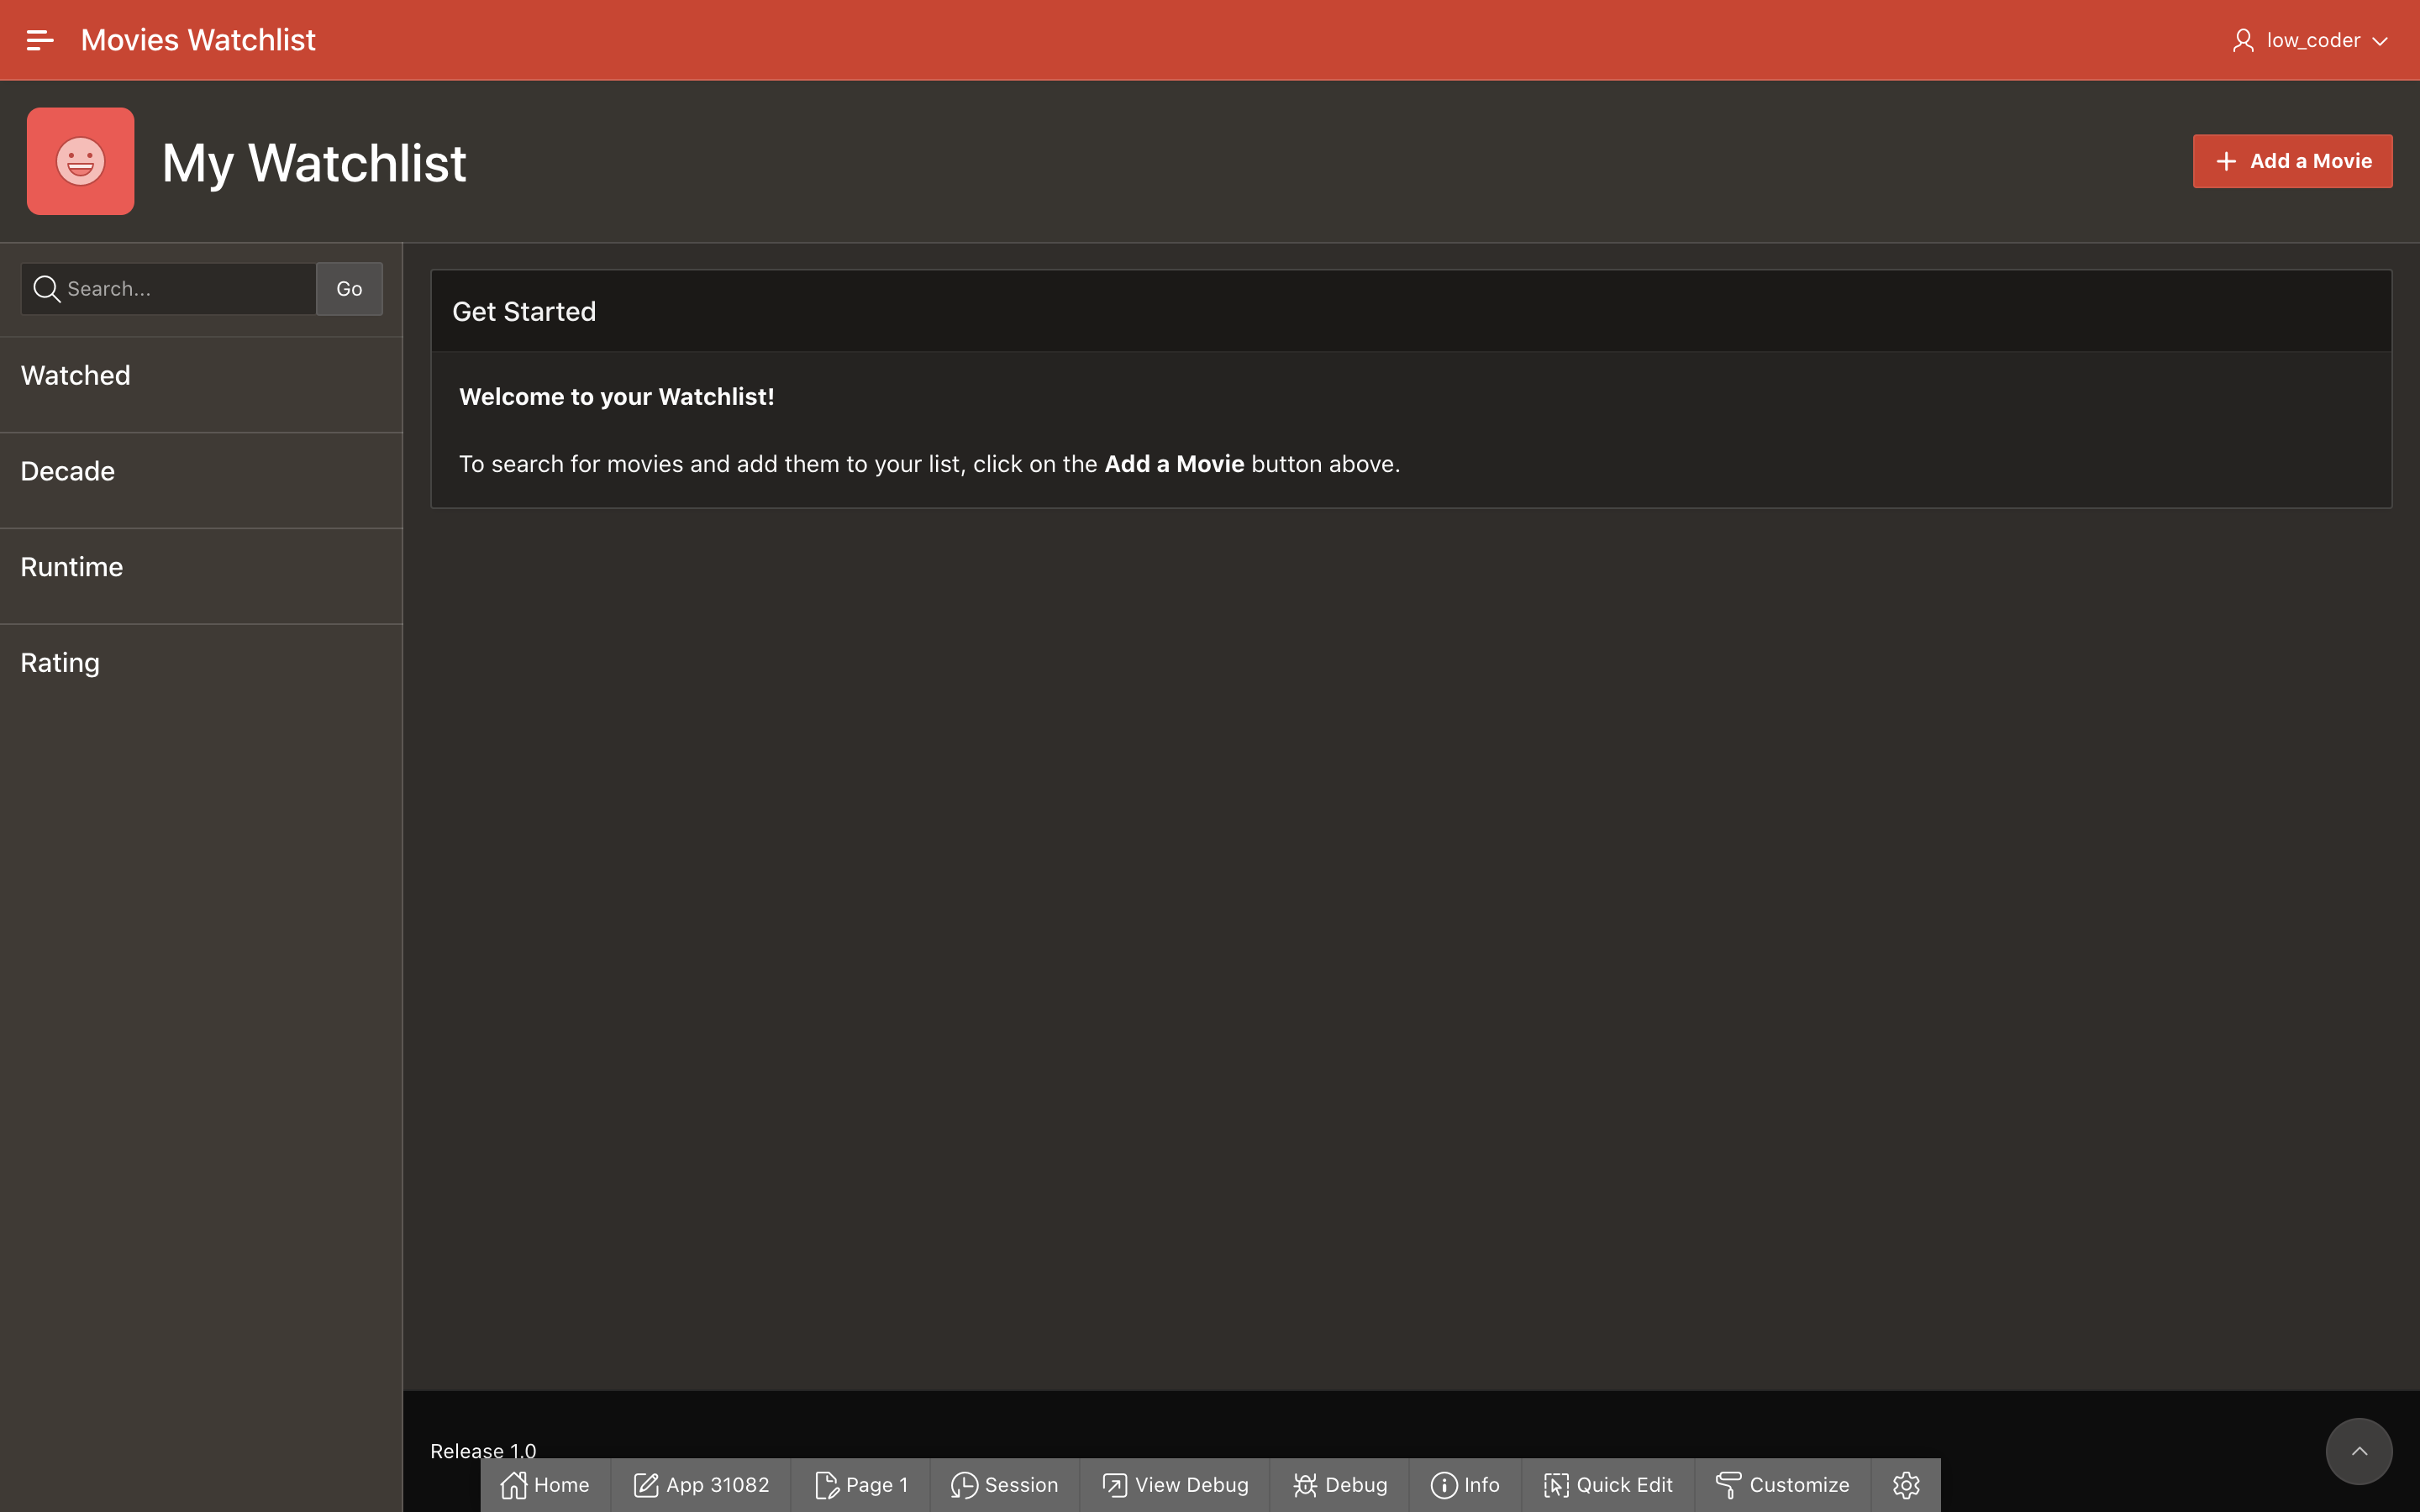 Movies Watchlist
low_coder
My Watchlist
Add a Movie
Search...
Go
Watched
Decade
Runtime
Rating
Get Started
Welcome to your Watchlist!
To search for movies and add them to your list, click on the Add a Movie button above.
Release 1.0
Home
App 31082
Page 1
Session
View Debug
Debug
Info
Quick Edit
Customize